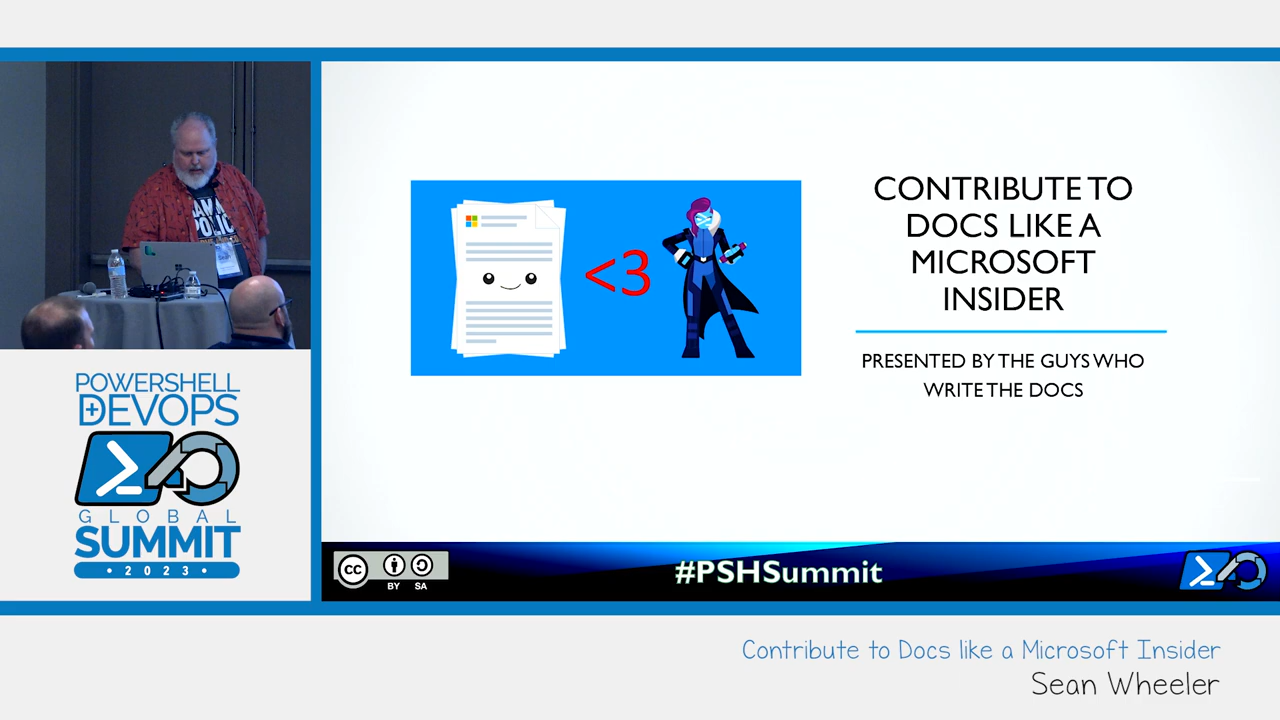 POWERSHELL
+DEVOPS
GLOBAL
SUMMIT
• 2023 •
<3
CONTRIBUTE TO
DOCS LIKE A
MICROSOFT
INSIDER
PRESENTED BY THE GUYS WHO
WRITE THE DOCS
cc
BY SA
#PSHSummit
Contribute to Docs like a Microsoft Insider
Sean Wheeler